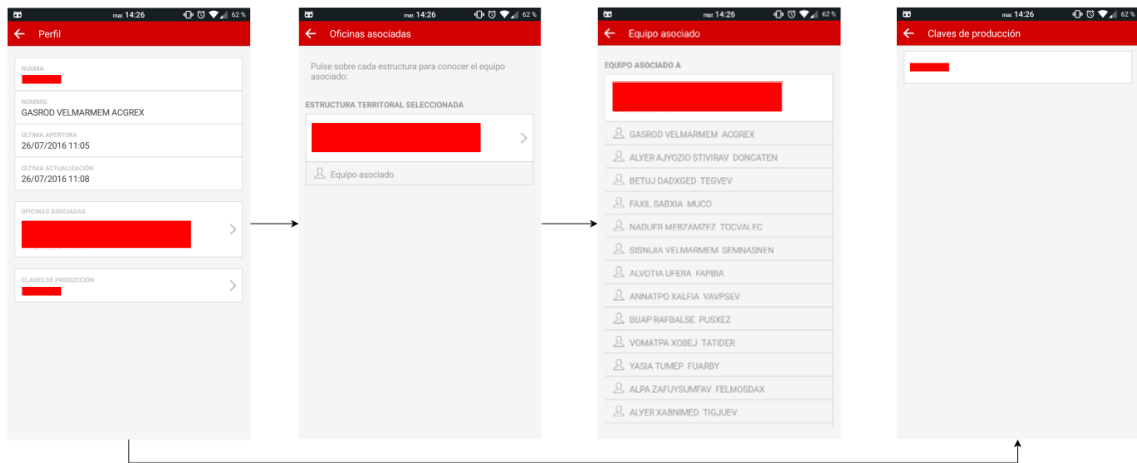 mar. 14:26 62 %
Perfil
NUUMA
NOMBRE
GASROD VELMARMEM ACGREX
ÚLTIMA APERTURA
26/07/2016 11:05
ÚLTIMA ACTUALIZACIÓN
26/07/2016 11:08
OFICINAS ASOCIADAS
CLAVES DE PRODUCCIÓN
mar. 14:26 62 %
Oficinas asociadas
Pulse sobre cada estructura para conocer el equipo
asociado:
ESTRUCTURA TERRITORAL SELECCIONADA
Equipo asociado
mar. 14:26 62 %
Equipo asociado
EQUIPO ASOCIADO A
GASROD VELMARMEM ACGREX
ALYER AJYOZIO STIVIRAV DONCATEN
BETUJ DADXGED TEGVEV
FAXIL SABXIA MUCO
NADUER MERZAMZEZ TOCVALEC
SISNIJIA VELMARMEM SEMNASNEN
ALVOTIA UFERA FAPBIA
ANNATPO XALFIA VAVPSEV
BUAP RAFBALSE PUSXEZ
VOMATPA XOBEJ TATIDER
YASIA TUMEP FUARBY
ALPA ZAFUYSUMFAV FELMOSDAX
ALYER XABNIMED TIGJUEV
mar. 14:26 62 %
Claves de producción